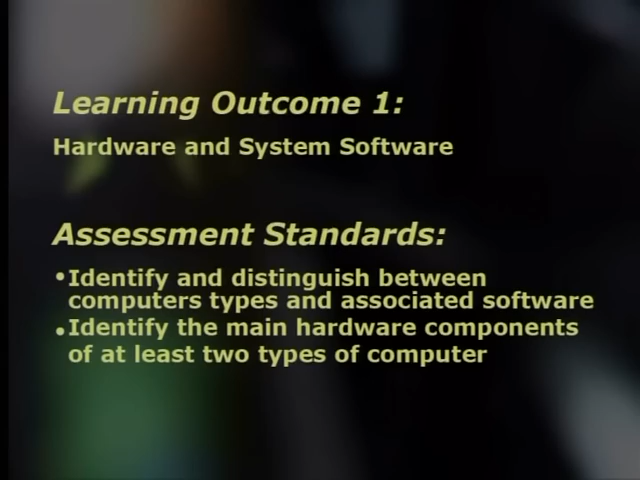 Learning Outcome 1:
Hardware and System Software
Assessment Standards:
•Identify and distinguish between
computers types and associated software
•Identify the main hardware components
of at least two types of computer